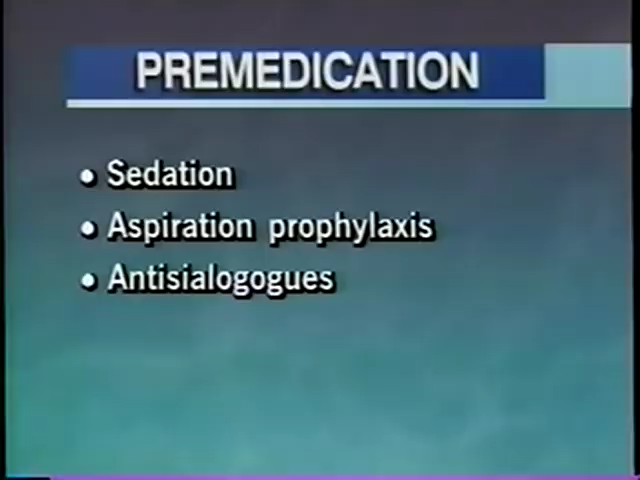 PREMEDICATION
• Sedation
• Aspiration prophylaxis
• Antisialogogues